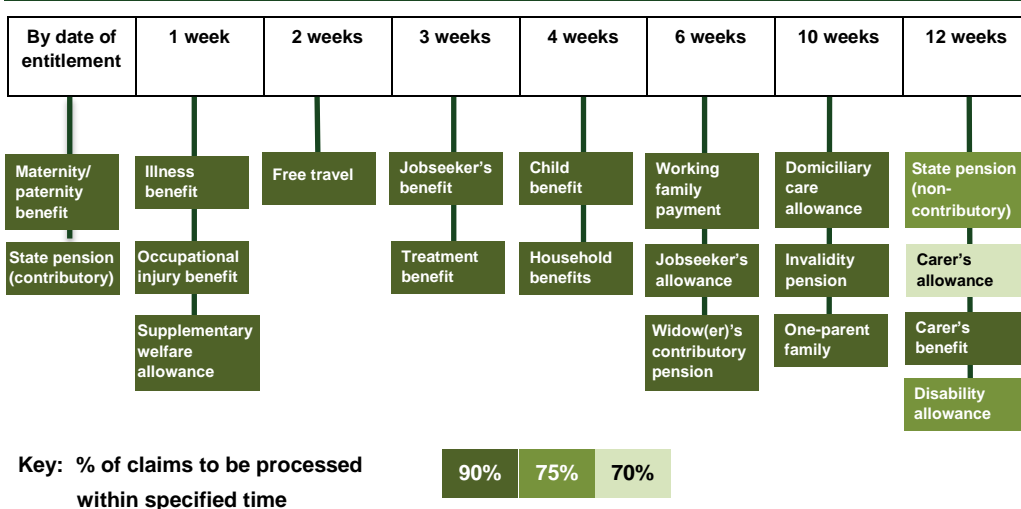 By date of
entitlement
1 week
2 weeks
3 weeks
4 weeks
6 weeks
10 weeks
12 weeks
Maternity/
paternity
benefit
State pension
(contributory)
Illness
benefit
Occupational
injury benefit
Supplementary
welfare
allowance
Free travel
Jobseeker's
benefit
Treatment
benefit
Child
benefit
Household
benefits
Working
family
payment
Jobseeker's
allowance
Widow(er)'s
contributory
pension
Domiciliary
care
allowance
Invalidity
pension
One-parent
family
State pension
(non-
contributory)
Carer's
allowance
Carer's
benefit
Disability
allowance
Key: % of claims to be processed
within specified time
90%
75%
70%